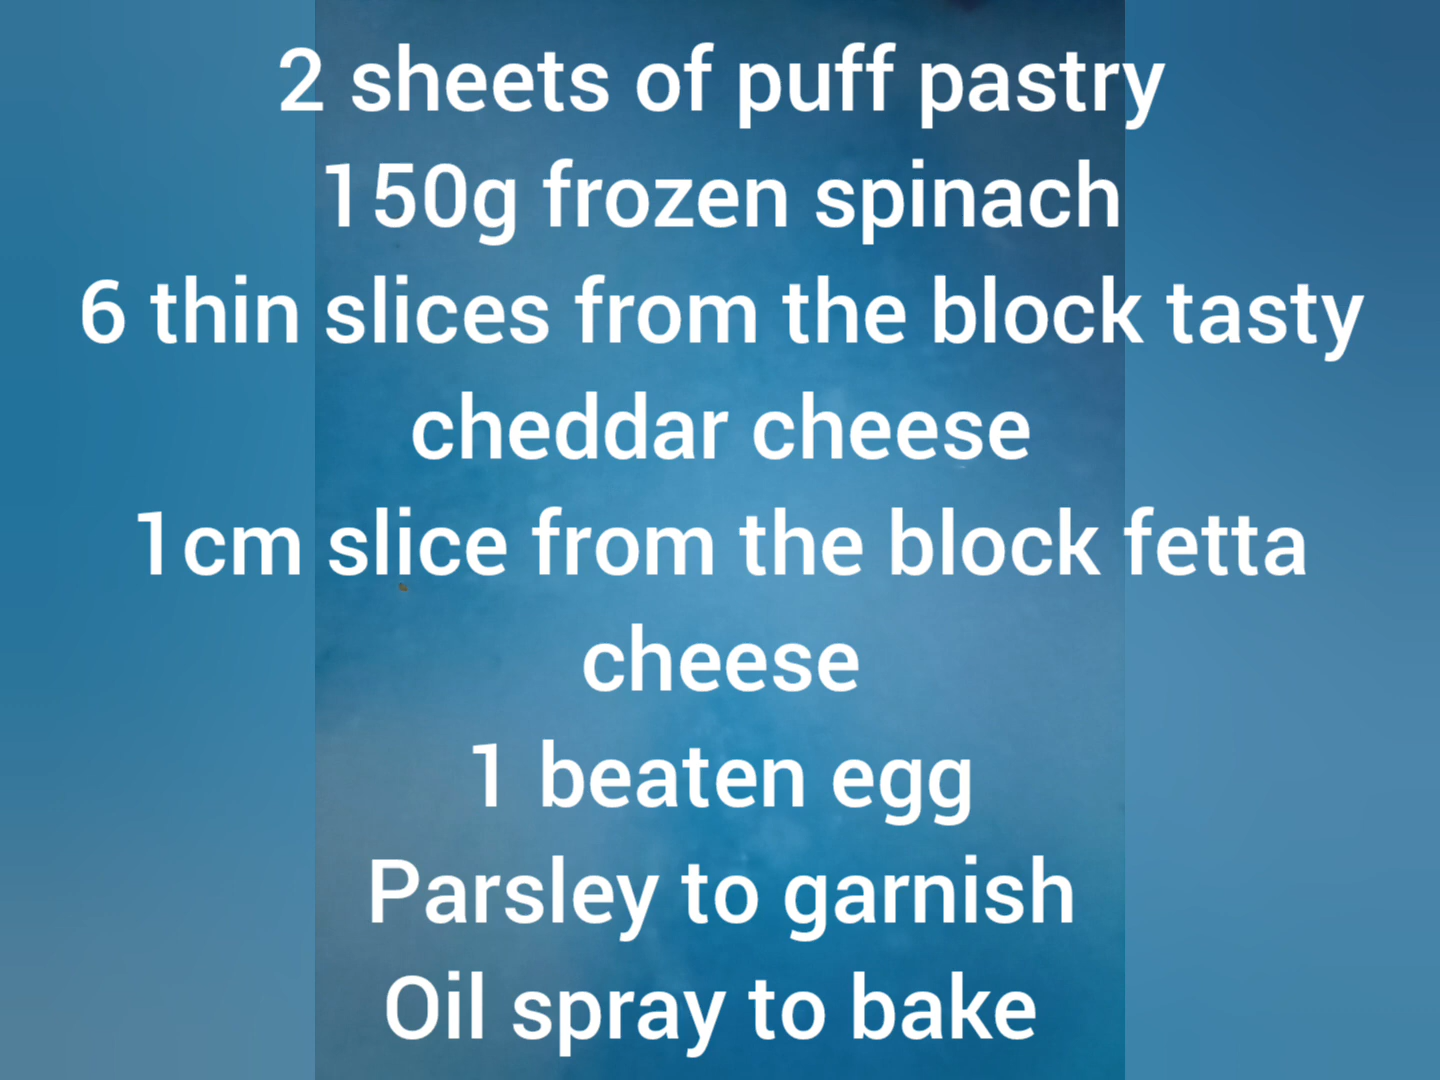 2 sheets of puff pastry
150g frozen spinach
6 thin slices from the block tasty
cheddar cheese
1cm slice from the block fetta
cheese
1 beaten egg
Parsley to garnish
Oil spray to bake